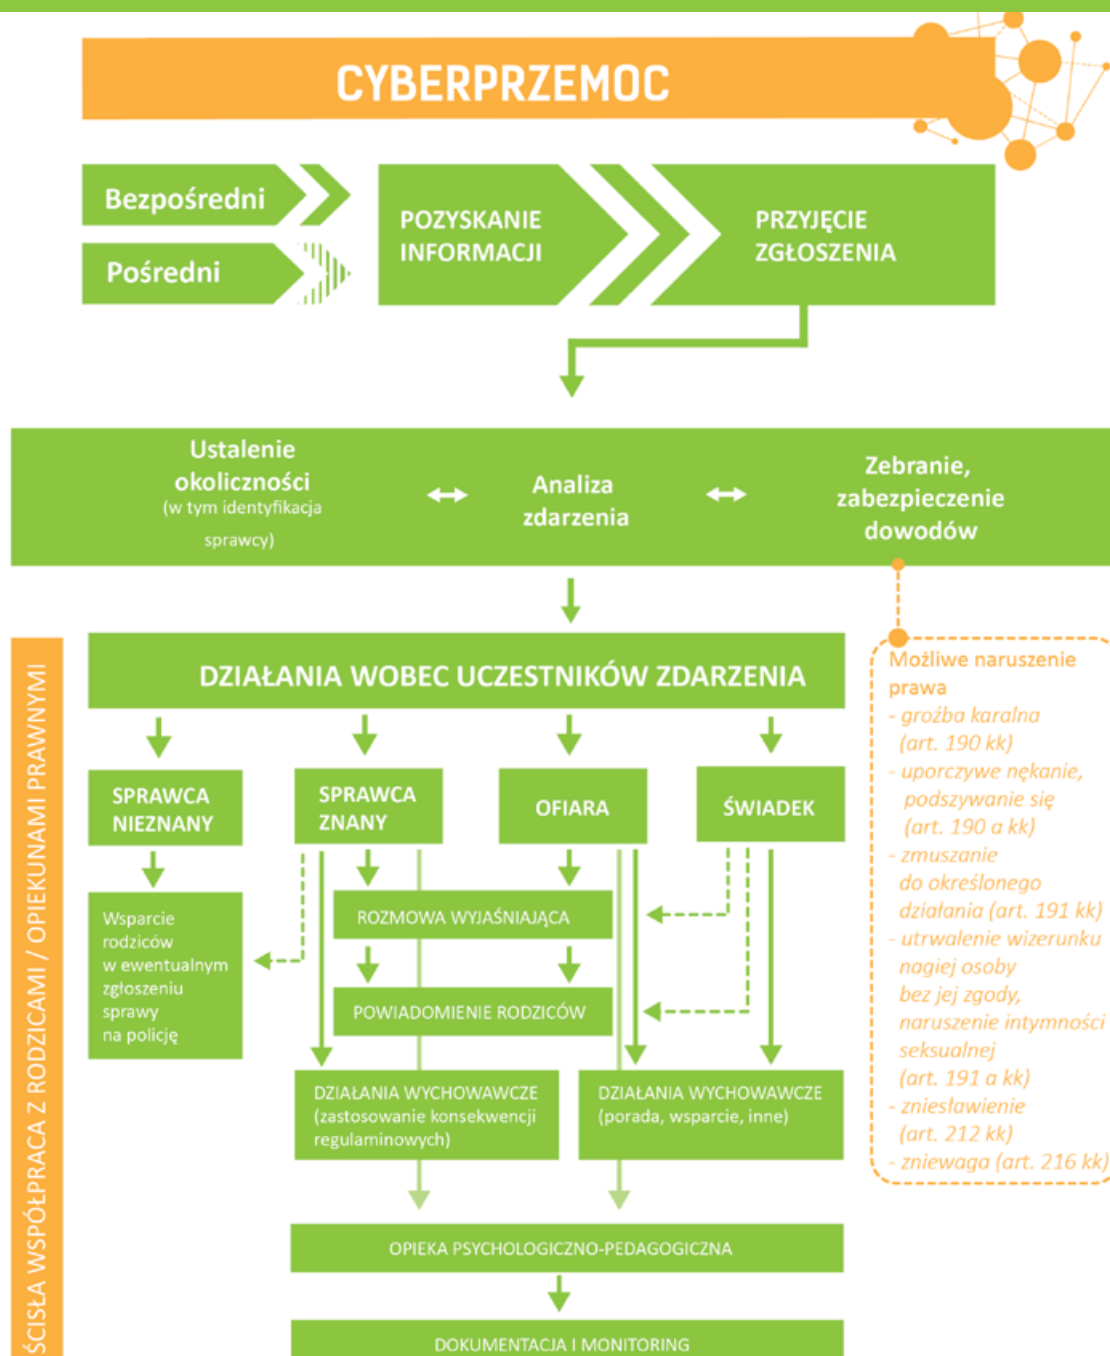 CYBERPRZEMOC
Bezpośredni
Pośredni
POZYSKANIE
INFORMACJI
PRZYJĘCIE
ZGŁOSZENIA
Ustalenie
okoliczności
(w tym identyfikacja
sprawcy)
Analiza
zdarzenia
Zebranie,
zabezpieczenie
dowodów
ŚCISŁA WSPÓŁPRACA Z RODZICAMI / OPIEKUNAMI PRAWNYMI
DZIAŁANIA WOBEC UCZESTNIKÓW ZDARZENIA
SPRAWCA
NIEZNANY
SPRAWCA
ZNANY
OFIARA
ŚWIADEK
Wsparcie
rodziców
w ewentualnym
zgłoszeniu
sprawy
na policję
ROZMOWA WYJAŚNIAJĄCA
POWIADOMIENIE RODZICÓW
DZIAŁANIA WYCHOWAWCZE
(zastosowanie konsekwencji
regulaminowych)
DZIAŁANIA WYCHOWAWCZE
(porada, wsparcie, inne)
OPIEKA PSYCHOLOGICZNO-PEDAGOGICZNA
DOKUMENTACJA I MONITORING
Możliwe naruszenie
prawa
- groźba karalna
(art. 190 kk)
- uporczywe nękanie,
podszywanie się
(art. 190 a kk)
- zmuszanie
do określonego
działania (art. 191 kk)
- utrwalenie wizerunku
nagiej osoby
bez jej zgody,
naruszenie intymności
seksualnej
(art. 191 a kk)
- zniesławienie
(art. 212 kk)
- zniewaga (art. 216 kk)